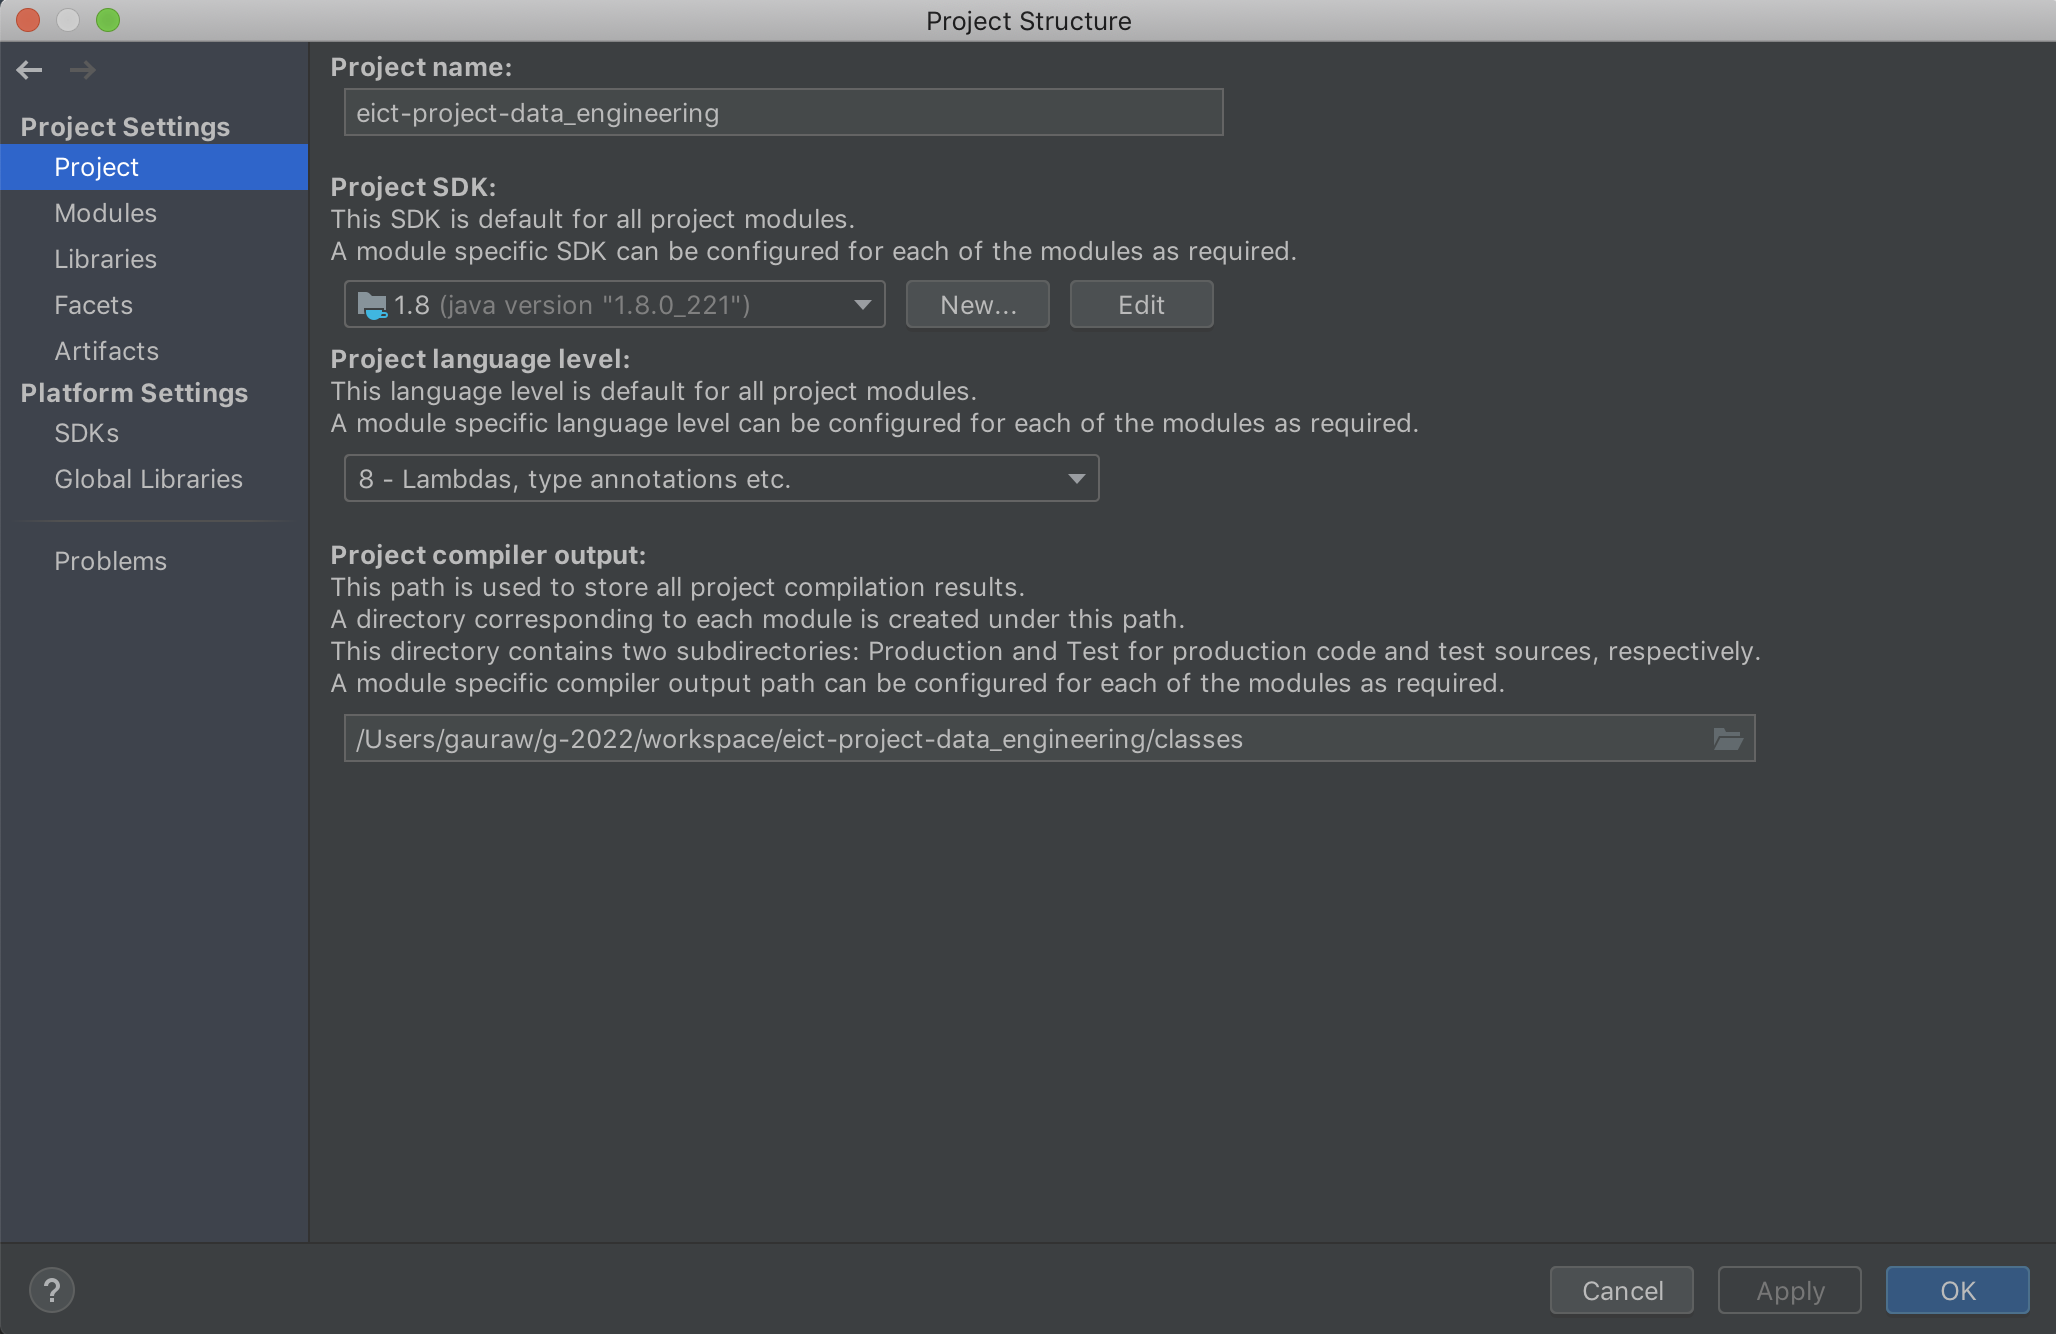 Project Structure
Project Settings
Project
Modules
Libraries
Facets
Artifacts
Platform Settings
SDKs
Global Libraries
Problems
Project name:
eict-project-data_engineering
Project SDK:
This SDK is default for all project modules.
A module specific SDK can be configured for each of the modules as required.
1.8 (java version "1.8.0_221")
New...
Edit
Project language level:
This language level is default for all project modules.
A module specific language level can be configured for each of the modules as required.
8 - Lambdas, type annotations etc.
Project compiler output:
This path is used to store all project compilation results.
A directory corresponding to each module is created under this path.
This directory contains two subdirectories: Production and Test for production code and test sources, respectively.
A module specific compiler output path can be configured for each of the modules as required.
/Users/gauraw/g-2022/workspace/eict-project-data_engineering/classes
?
Cancel
Apply
OK